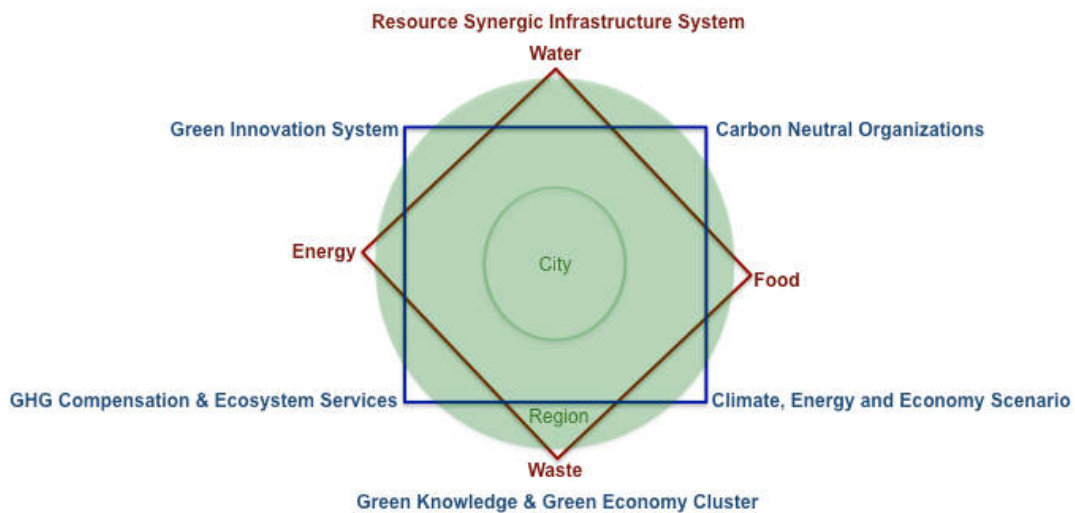 Resource Synergic Infrastructure System
Water
Green Innovation System
Carbon Neutral Organizations
Energy
City
Food
GHG Compensation & Ecosystem Services
Climate, Energy and Economy Scenario
Region
Waste
Green Knowledge & Green Economy Cluster